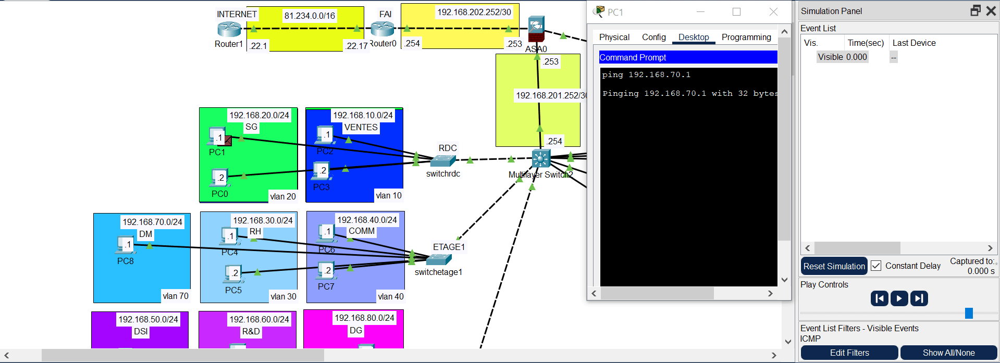 INTERNET
81.234.0.0/16
FAI
192.168.202.252/30
Router1
.22.1
.22.17
Router0
.254
.253
ASA0
.253
192.168.201.252/30
.254
Multilayer Switch2
192.168.20.0/24
SG
.1
PC1
.2
PC0
vlan 20
192.168.10.0/24
VENTES
.1
PC2
.2
PC3
vlan 10
RDC
switchrdc
192.168.70.0/24
DM
.1
PC8
vlan 70
192.168.30.0/24
RH
.1
PC4
.2
PC5
vlan 30
192.168.40.0/24
COMM
.1
PC6
.2
PC7
vlan 40
ETAGE1
switchetage1
192.168.50.0/24
DSI
192.168.60.0/24
R&D
192.168.80.0/24
DG
PC1
Physical Config Desktop Programming
Command Prompt
ping 192.168.70.1
Pinging 192.168.70.1 with 32 bytes
Simulation Panel
Event List
Vis. Time(sec) Last Device
Visible 0.000 --
Reset Simulation
Constant Delay
Captured to:
0.000 s
Play Controls
Event List Filters - Visible Events
ICMP
Edit Filters
Show All/None